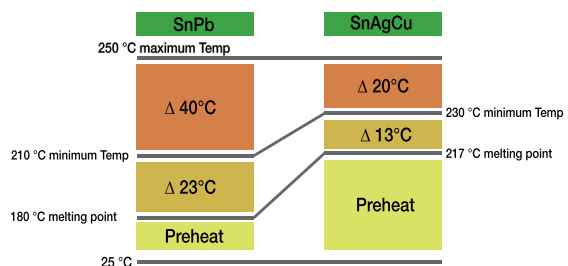 SnPb
SnAgCu
250 °C maximum Temp
Δ 40°C
Δ 20°C
230 °C minimum Temp
Δ 13°C
210 °C minimum Temp
217 °C melting point
Δ 23°C
180 °C melting point
Preheat
Preheat
25 °C